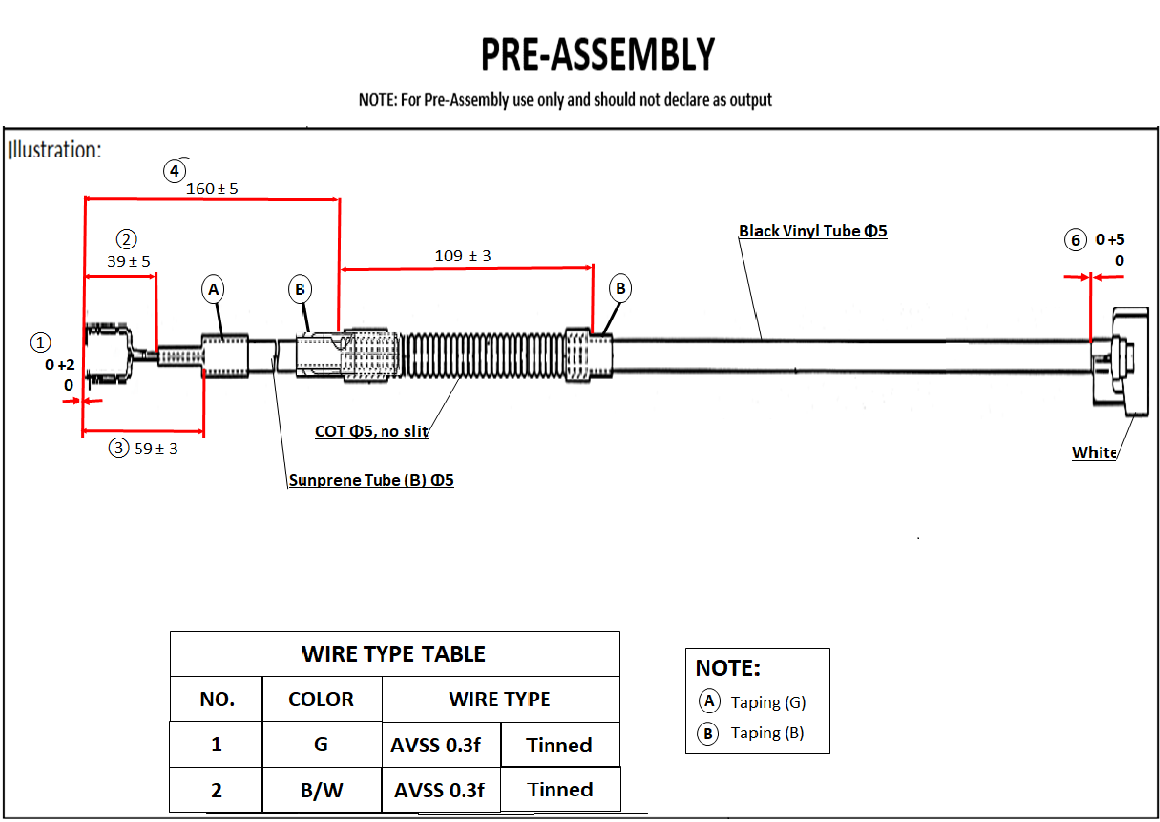 PRE-ASSEMBLY
NOTE: For Pre-Assembly use only and should not declare as output
Illustration:
4
160 ± 5
2
39 ± 5
109 ± 3
Black Vinyl Tube Φ5
6 0 +5
0
A
B
B
1
0 +2
0
3 59 ± 3
COT Φ5, no slit
White
Sunprene Tube (B) Φ5
WIRE TYPE TABLE
NO. COLOR WIRE TYPE
1 G AVSS 0.3f Tinned
2 B/W AVSS 0.3f Tinned
NOTE:
A Taping (G)
B Taping (B)